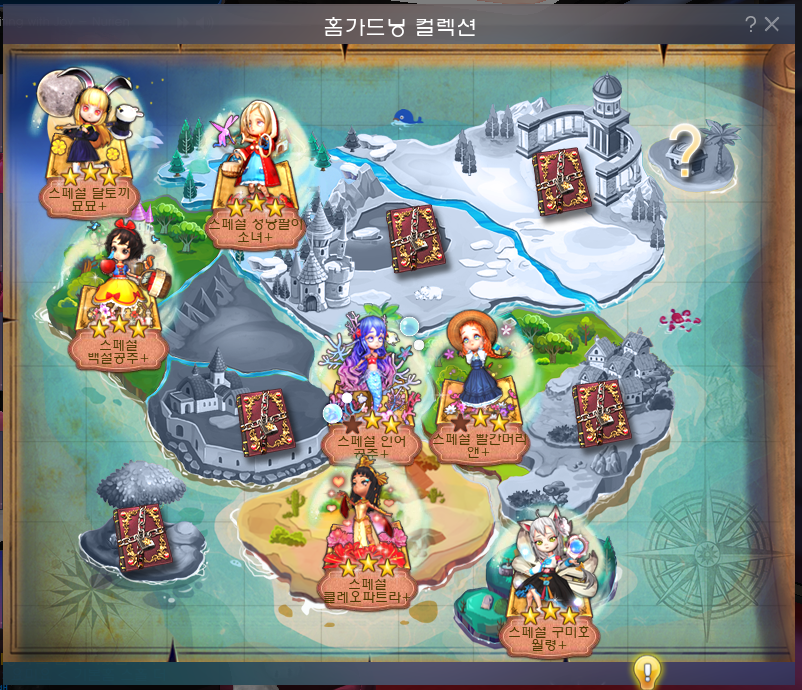 홈가드닝 컬렉션
? ×
?
스페셜 달토끼
묘묘+
스페셜 성냥팔이
소녀+
스페셜
백설공주+
스페셜 인어
공주+
스페셜 빨간머리
앤+
스페셜
클레오파트라+
스페셜 구미호
월령+
!